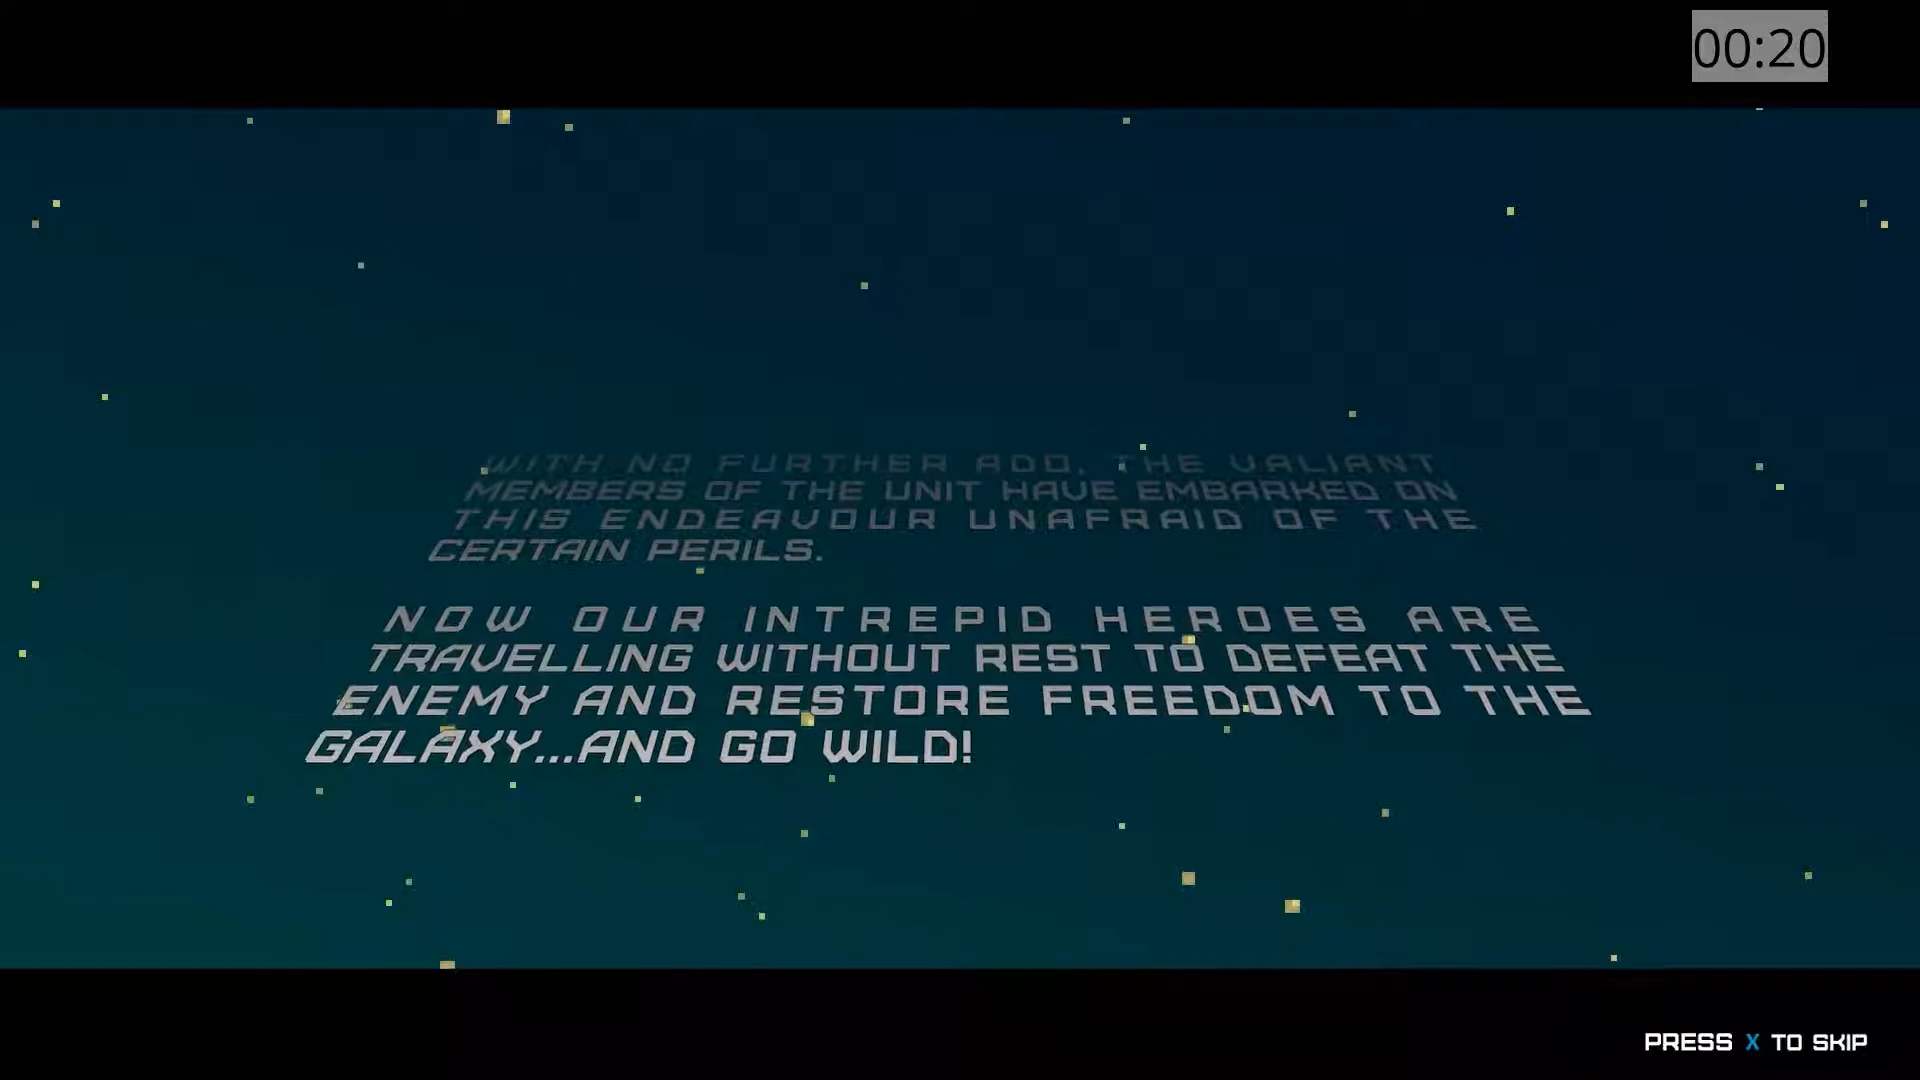 00:20
WITH NO FURTHER ADO, THE VALIANT
MEMBERS OF THE UNIT HAVE EMBARKED ON
THIS ENDEAVOUR UNAFRAID OF THE
CERTAIN PERILS.
NOW OUR INTREPID HEROES ARE
TRAVELLING WITHOUT REST TO DEFEAT THE
ENEMY AND RESTORE FREEDOM TO THE
GALAXY...AND GO WILD!
PRESS X TO SKIP